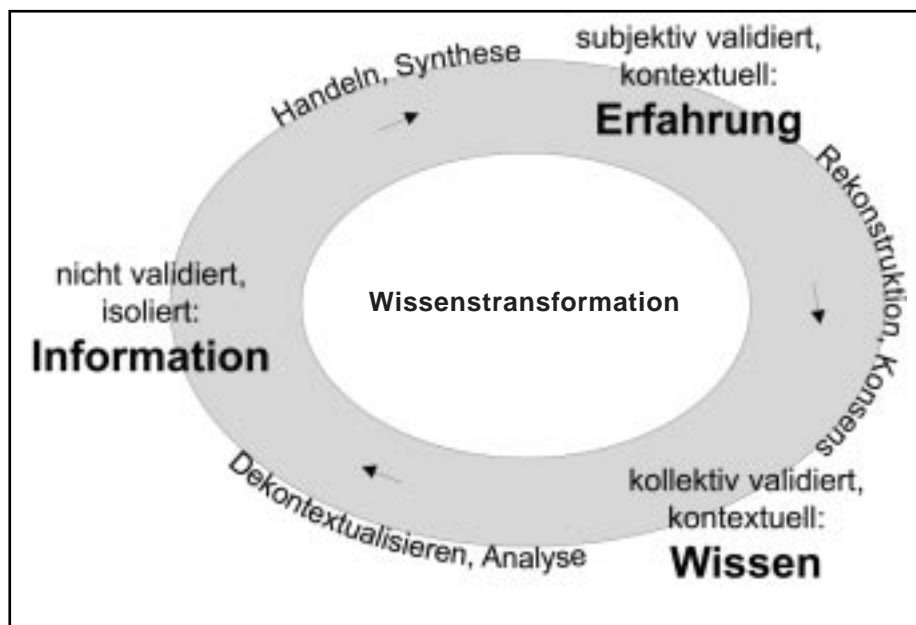 subjektiv validiert,
kontextuell:
Erfahrung
Handeln, Synthese
Rekonstruktion, Konsens
nicht validiert,
isoliert:
Information
Wissenstransformation
Dekontextualisieren, Analyse
kollektiv validiert,
kontextuell:
Wissen